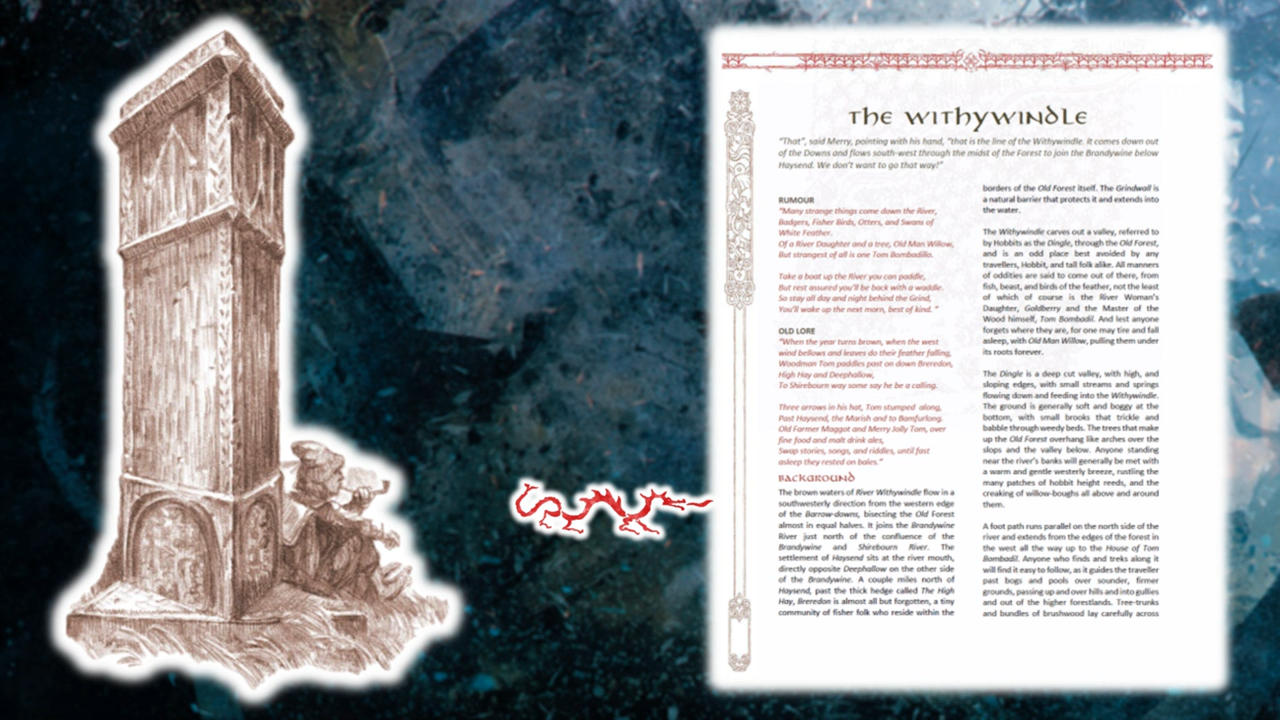 THE WITHYWINDLE
"That", said Merry, pointing with his hand, "that is the line of the Withywindle. It comes down out
of the Downs and flows south-west through the midst of the Forest to join the Brandywine below
Haysend. We don't want to go that way!"
RUMOUR
"Many strange things come down the River,
Badgers, Fisher Birds, Otters, and Swans of
White Feather.
Of a River Daughter and a tree, Old Man Willow,
But strangest of all is one Tom Bombadillo.
Take a boat up the River you can paddle,
But rest assured you'll be back with a waddle.
So stay all day and night behind the Grind,
You'll wake up the next morn, best of kind. "
OLD LORE
"When the year turns brown, when the west
wind bellows and leaves do their feather falling,
Woodman Tom paddles past on down Breredon,
High Hay and Deephallow,
To Shirebourn way some say he be a calling.
Three arrows in his hat, Tom stumped along,
Past Haysend, the Marish and to Bamfurlong.
Old Farmer Maggot and Merry Jolly Tom, over
fine food and malt drink ales,
Swap stories, songs, and riddles, until fast
asleep they rested on bales."
BACKGROUND
The brown waters of River Withywindle flow in a
southwesterly direction from the western edge
of the Barrow-downs, bisecting the Old Forest
almost in equal halves. It joins the Brandywine
River just north of the confluence of the
Brandywine and Shirebourn River. The
settlement of Haysend sits at the river mouth,
directly opposite Deephallow on the other side
of the Brandywine. A couple miles north of
Haysend, past the thick hedge called The High
Hay, Breredon is almost all but forgotten, a tiny
community of fisher folk who reside within the
borders of the Old Forest itself. The Grindwall is
a natural barrier that protects it and extends into
the water.
The Withywindle carves out a valley, referred to
by Hobbits as the Dingle, through the Old Forest,
and is an odd place best avoided by any
travellers, Hobbit, and tall folk alike. All manners
of oddities are said to come out of there, from
fish, beast, and birds of the feather, not the least
of which of course is the River Woman's
Daughter, Goldberry and the Master of the
Wood himself, Tom Bombadil. And lest anyone
forgets where they are, for one may tire and fall
asleep, with Old Man Willow, pulling them under
its roots forever.
The Dingle is a deep cut valley, with high, and
sloping edges, with small streams and springs
flowing down and feeding into the Withywindle.
The ground is generally soft and boggy at the
bottom, with small brooks that trickle and
babble through weedy beds. The trees that make
up the Old Forest overhang like arches over the
slops and the valley below. Anyone standing
near the river's banks will generally be met with
a warm and gentle westerly breeze, rustling the
many patches of hobbit height reeds, and the
creaking of willow-boughs all above and around
them.
A foot path runs parallel on the north side of the
river and extends from the edges of the forest in
the west all the way up to the House of Tom
Bombadil. Anyone who finds and treks along it
will find it easy to follow, as it guides the traveller
past bogs and pools over sounder, firmer
grounds, passing up and over hills and into gullies
and out of the higher forestlands. Tree-trunks
and bundles of brushwood lay carefully across